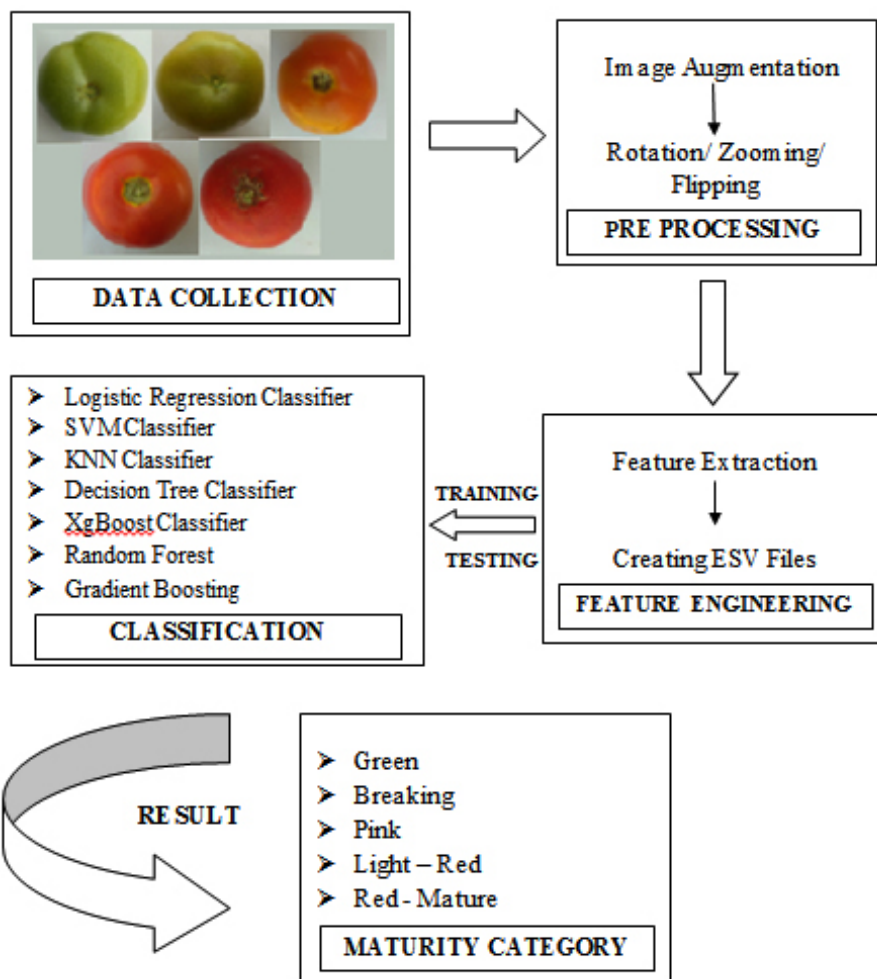 DATA COLLECTION
Image Augmentation
Rotation/ Zooming/
Flipping
PRE PROCESSING
Feature Extraction
Creating ESV Files
FEATURE ENGINEERING
TRAINING
TESTING
➢ Logistic Regression Classifier
➢ SVM Classifier
➢ KNN Classifier
➢ Decision Tree Classifier
➢ XgBoost Classifier
➢ Random Forest
➢ Gradient Boosting
CLASSIFICATION
RESULT
➢ Green
➢ Breaking
➢ Pink
➢ Light – Red
➢ Red - Mature
MATURITY CATEGORY